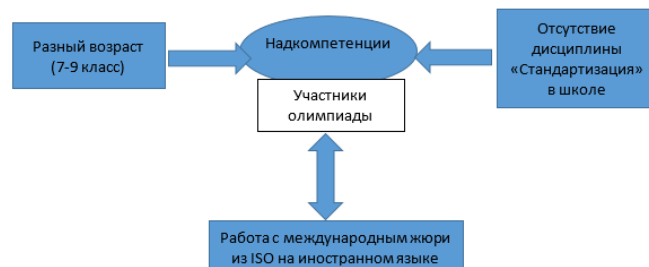 Разный возраст
(7-9 класс)
Надкомпетенции
Отсутствие
дисциплины
«Стандартизация»
в школе
Участники
олимпиады
Работа с международным жюри
из ISO на иностранном языке